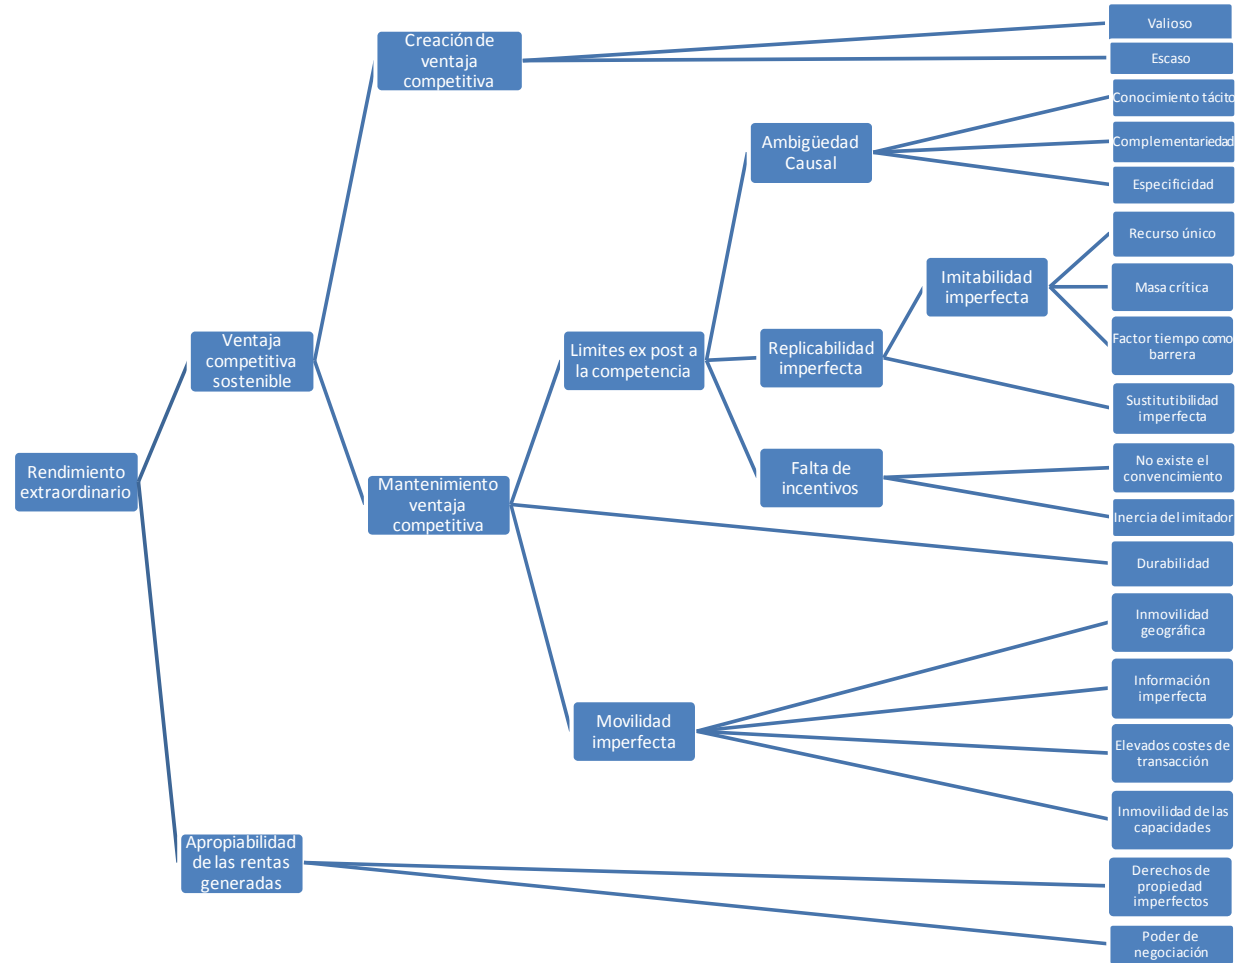 Rendimiento
extraordinario
Ventaja
competitiva
sostenible
Creación de
ventaja
competitiva
Valioso
Escaso
Mantenimiento
ventaja
competitiva
Limites ex post a
la competencia
Ambigüedad
Causal
Conocimiento tácito
Complementariedad
Especificidad
Replicabilidad
imperfecta
Imitabilidad
imperfecta
Recurso único
Masa crítica
Factor tiempo como
barrera
Sustitutibilidad
imperfecta
Falta de
incentivos
No existe el
convencimiento
Inercia del imitador
Durabilidad
Movilidad
imperfecta
Inmovilidad
geográfica
Información
imperfecta
Elevados costes de
transacción
Inmovilidad de las
capacidades
Apropiabilidad
de las rentas
generadas
Derechos de
propiedad
imperfectos
Poder de
negociación